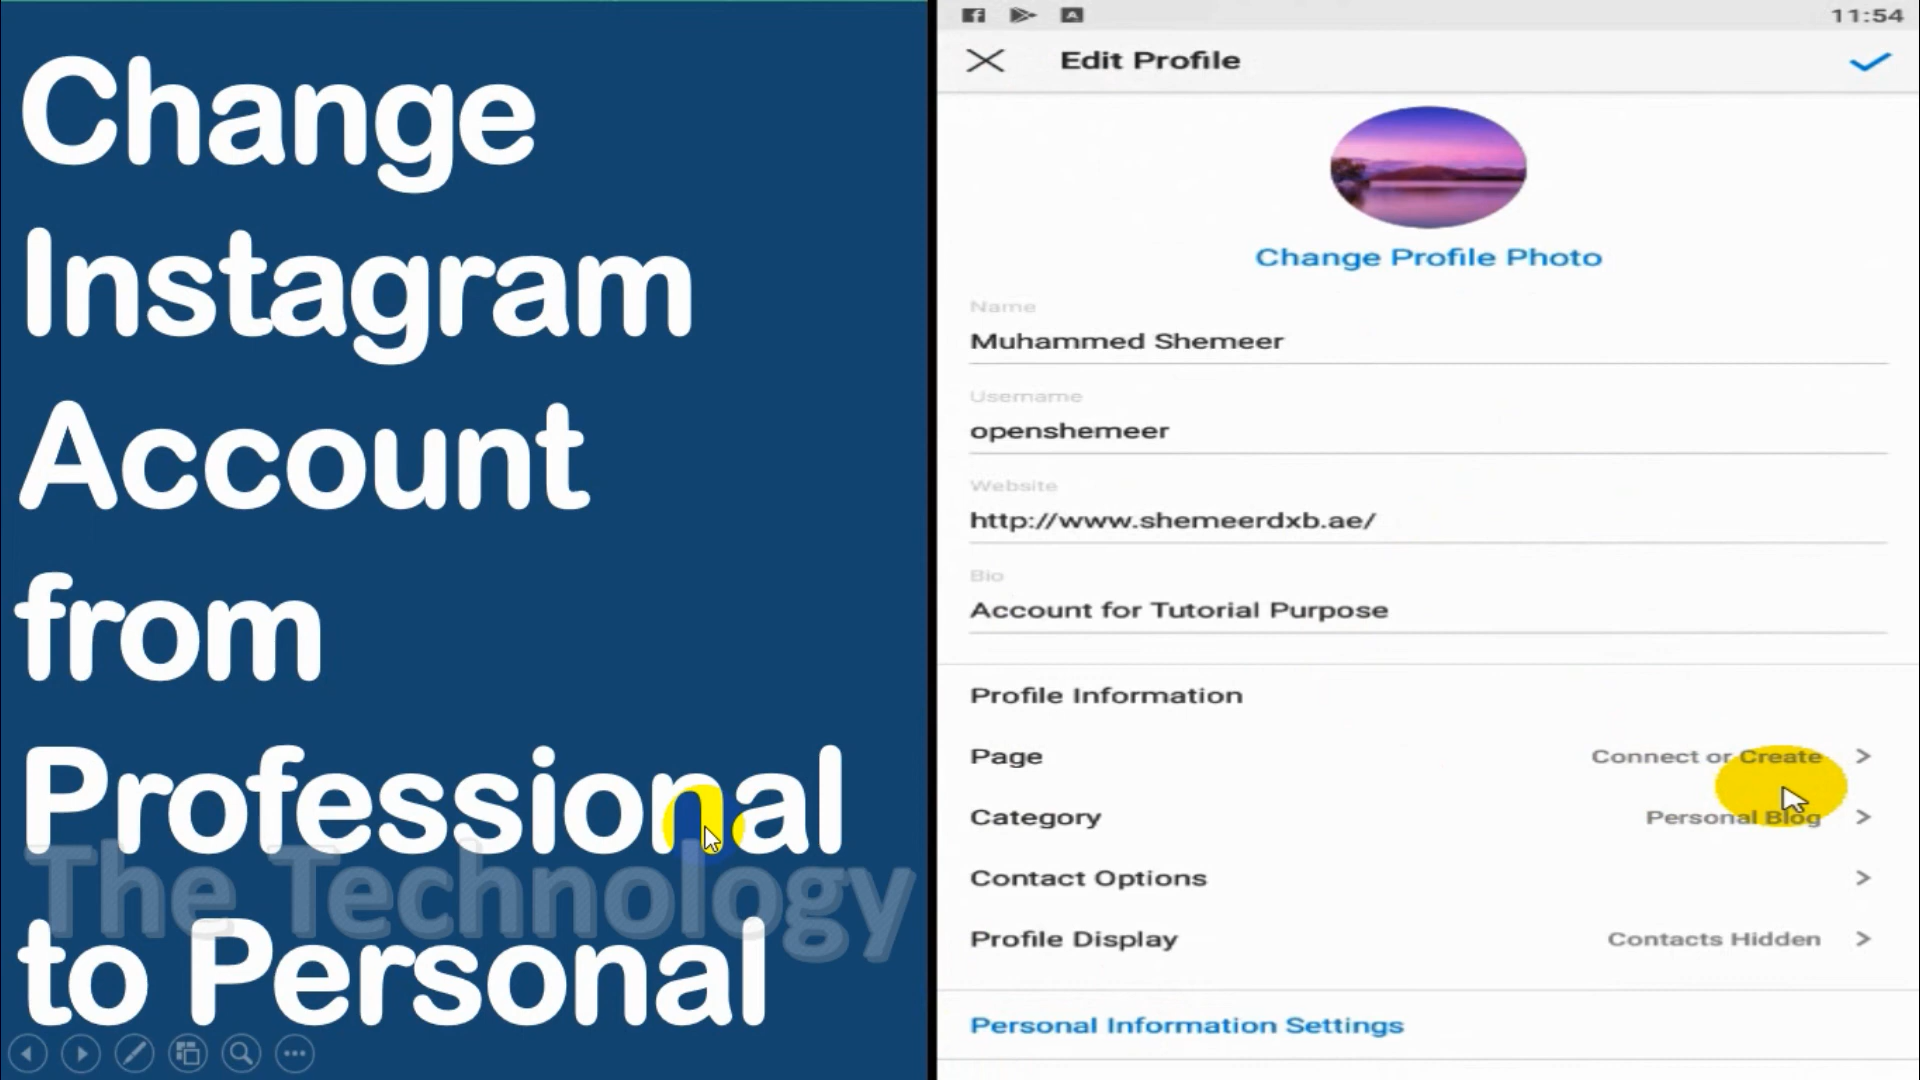 Change
Instagram
Account
from
Professional
The Technology
to Personal
11:54
Edit Profile
Change Profile Photo
Name
Muhammed Shemeer
Username
openshemeer
Website
http://www.shemeerdxb.ae/
Bio
Account for Tutorial Purpose
Profile Information
Page Connect or Create
Category Personal Blog
Contact Options
Profile Display Contacts Hidden
Personal Information Settings